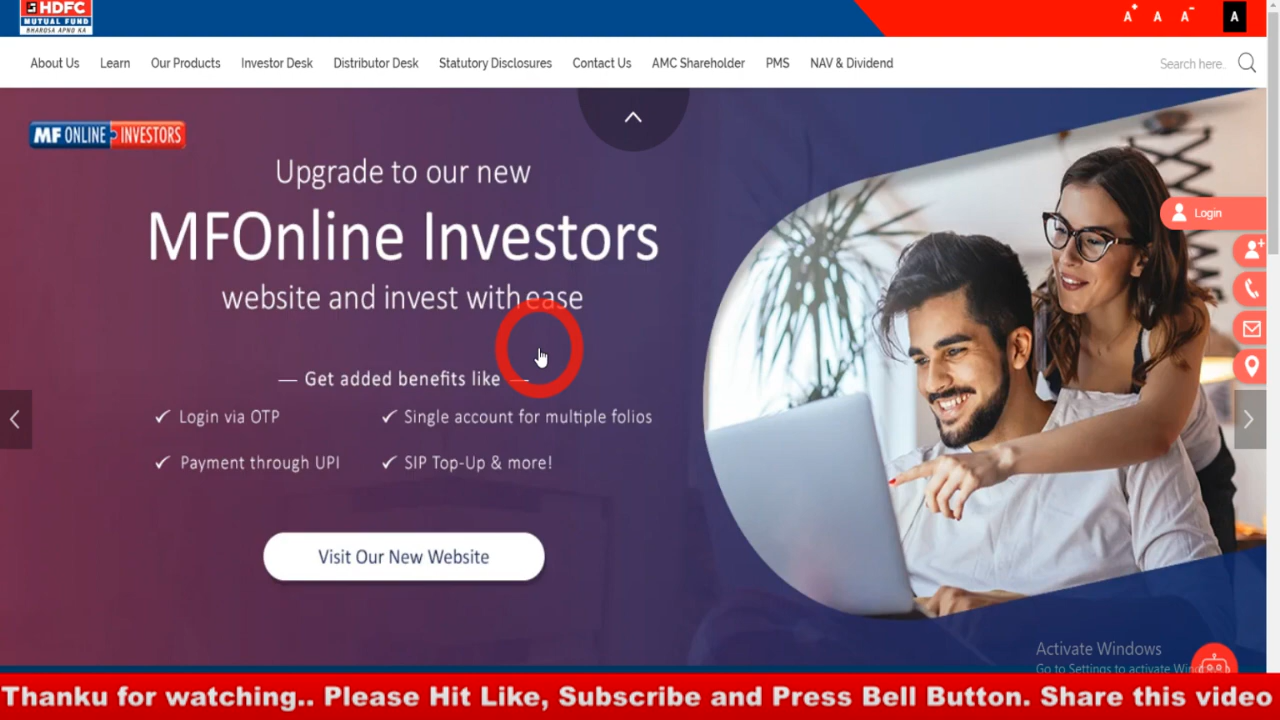 HDFC
MUTUAL FUND
BHAROSA APNO KA
A+ A A- A
About Us Learn Our Products Investor Desk Distributor Desk Statutory Disclosures Contact Us AMC Shareholder PMS NAV & Dividend Search here..
MF ONLINE INVESTORS
Upgrade to our new
MFOnline Investors
website and invest with ease
Login
— Get added benefits like —
✓ Login via OTP ✓ Single account for multiple folios
✓ Payment through UPI ✓ SIP Top-Up & more!
Visit Our New Website
Activate Windows
Go to Settings to activate
Thanku for watching.. Please Hit Like, Subscribe and Press Bell Button. Share this video